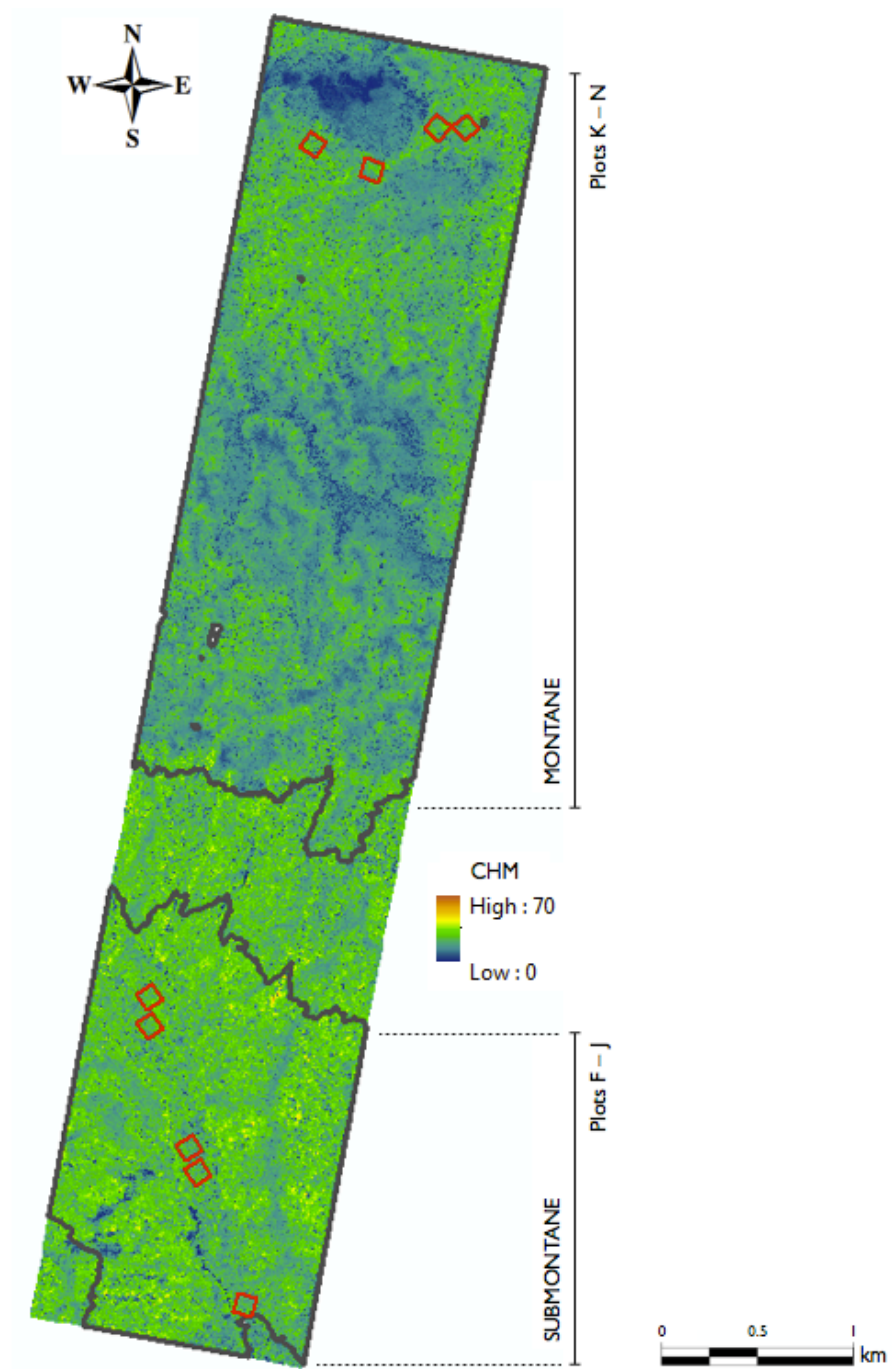 N
W E
S
Plots K – N
MONTANE
CHM
High : 70
Low : 0
Plots F – J
SUBMONTANE
0 0.5 1
km